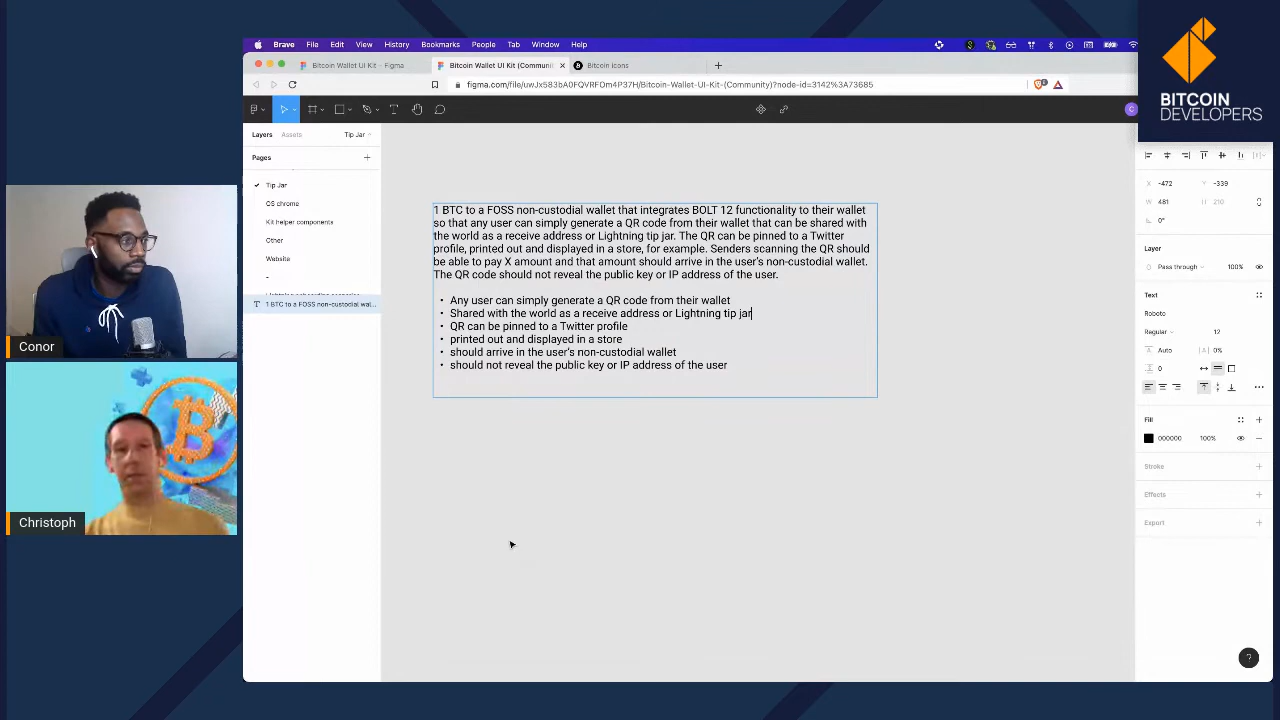 Brave File Edit View History Bookmarks People Tab Window Help
Bitcoin Wallet UI Kit – Figma
Bitcoin Wallet UI Kit (Communi
Bitcoin Icons
figma.com/file/uwJx583bA0FQVRFOm4P37H/Bitcoin-Wallet-UI-Kit-(Community)?node-id=3142%3A73685
BITCOIN
DEVELOPERS
C
Layers Assets Tip Jar
Pages
Tip Jar
OS chrome
Kit helper components
Other
Website
-
1 BTC to a FOSS non-custodial wal...
1 BTC to a FOSS non-custodial wallet that integrates BOLT 12 functionality to their wallet
so that any user can simply generate a QR code from their wallet that can be shared with
the world as a receive address or Lightning tip jar. The QR can be pinned to a Twitter
profile, printed out and displayed in a store, for example. Senders scanning the QR should
be able to pay X amount and that amount should arrive in the user's non-custodial wallet.
The QR code should not reveal the public key or IP address of the user.
• Any user can simply generate a QR code from their wallet
• Shared with the world as a receive address or Lightning tip jar
• QR can be pinned to a Twitter profile
• printed out and displayed in a store
• should arrive in the user's non-custodial wallet
• should not reveal the public key or IP address of the user
X -472 Y -339
W 481 H 210
0°
Layer
Pass through 100%
Text
Roboto
Regular 12
Auto 0%
0
Fill
000000 100%
Stroke
Effects
Export
?
Conor
Christoph